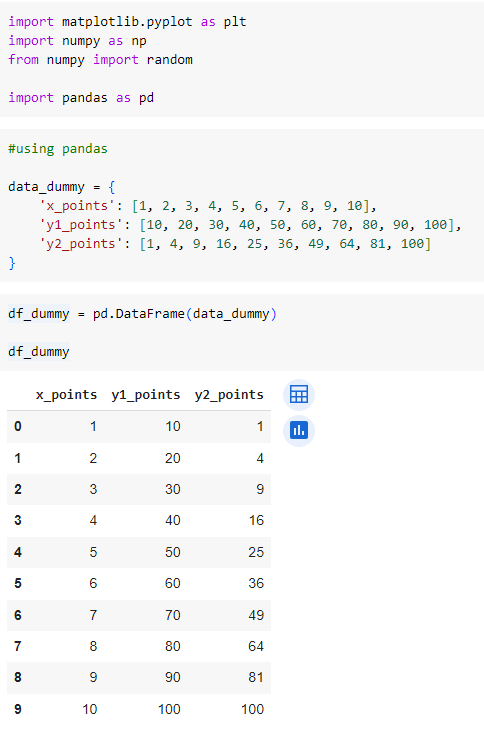 import matplotlib.pyplot as plt
import numpy as np
from numpy import random
import pandas as pd
#using pandas
data_dummy = {
    'x_points': [1, 2, 3, 4, 5, 6, 7, 8, 9, 10],
    'y1_points': [10, 20, 30, 40, 50, 60, 70, 80, 90, 100],
    'y2_points': [1, 4, 9, 16, 25, 36, 49, 64, 81, 100]
}
df_dummy = pd.DataFrame(data_dummy)
df_dummy
x_points y1_points y2_points
0 1 10 1
1 2 20 4
2 3 30 9
3 4 40 16
4 5 50 25
5 6 60 36
6 7 70 49
7 8 80 64
8 9 90 81
9 10 100 100